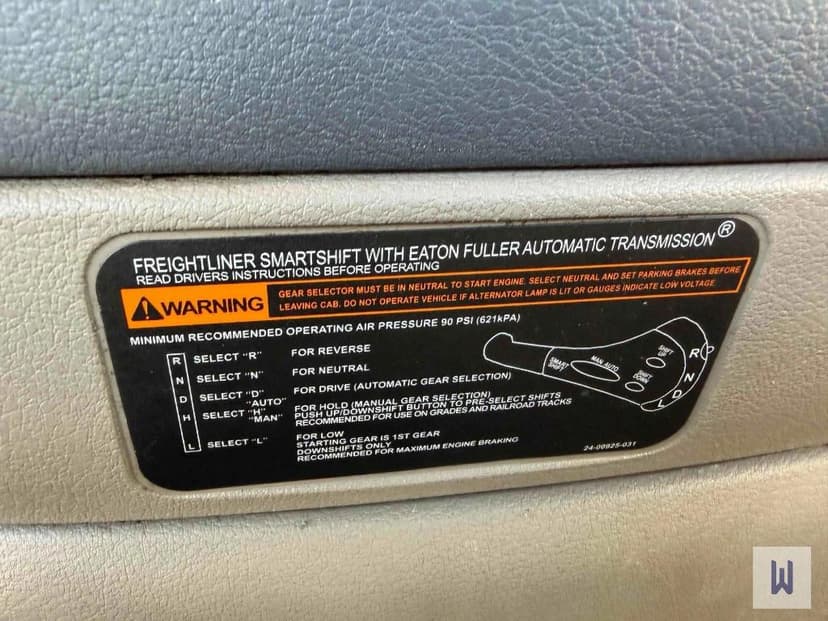 FREIGHTLINER SMARTSHIFT WITH EATON FULLER AUTOMATIC TRANSMISSION®
READ DRIVERS INSTRUCTIONS BEFORE OPERATING
WARNING
GEAR SELECTOR MUST BE IN NEUTRAL TO START ENGINE. SELECT NEUTRAL AND SET PARKING BRAKES BEFORE
LEAVING CAB. DO NOT OPERATE VEHICLE IF ALTERNATOR LAMP IS LIT OR GAUGES INDICATE LOW VOLTAGE.
MINIMUM RECOMMENDED OPERATING AIR PRESSURE 90 PSI (621kPA)
R SELECT "R" FOR REVERSE
N SELECT "N" FOR NEUTRAL
D SELECT "D" FOR DRIVE (AUTOMATIC GEAR SELECTION)
"AUTO"
H SELECT "H" FOR HOLD (MANUAL GEAR SELECTION)
"MAN" PUSH UP/DOWNSHIFT BUTTON TO PRE-SELECT SHIFTS
RECOMMENDED FOR USE ON GRADES AND RAILROAD TRACKS
L SELECT "L" FOR LOW
STARTING GEAR IS 1ST GEAR
DOWNSHIFTS ONLY
RECOMMENDED FOR MAXIMUM ENGINE BRAKING
SMART
SHIFT
MAN AUTO
SHIFT
UP
SHIFT
DOWN
R
N
D
L
24-00925-031
W